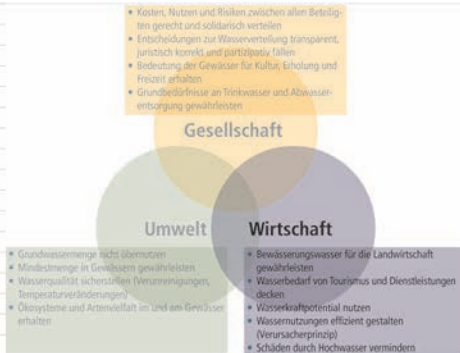 • Kosten, Nutzen und Risiken zwischen allen Beteilig-
ten gerecht und solidarisch verteilen
• Entscheidungen zur Wasserverteilung transparent,
juristisch korrekt und partizipativ fällen
• Bedeutung der Gewässer für Kultur, Erholung und
Freizeit erhalten
• Grundbedürfnisse an Trinkwasser und Abwasser-
entsorgung gewährleisten
Gesellschaft
Umwelt
Wirtschaft
• Grundwassermenge nicht übernutzen
• Mindestmenge in Gewässern gewährleisten
• Wasserqualität sicherstellen (Verunreinigungen,
Temperaturveränderungen)
• Ökosysteme und Artenvielfalt im und am Gewässer
erhalten
• Bewässerungswasser für die Landwirtschaft
gewährleisten
• Wasserbedarf von Tourismus und Dienstleistungen
decken
• Wasserkraftpotential nutzen
• Wassernutzungen effizient gestalten
(Verursacherprinzip)
• Schäden durch Hochwasser vermindern